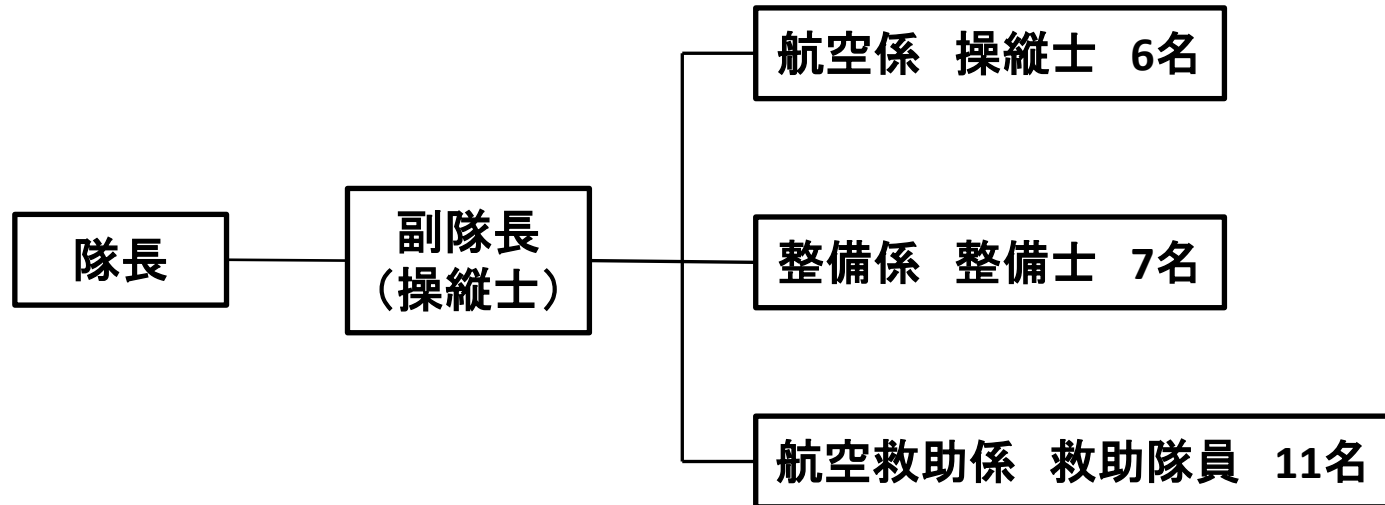 隊長
副隊長
（操縦士）
航空係　操縦士　6名
整備係　整備士　7名
航空救助係　救助隊員　11名